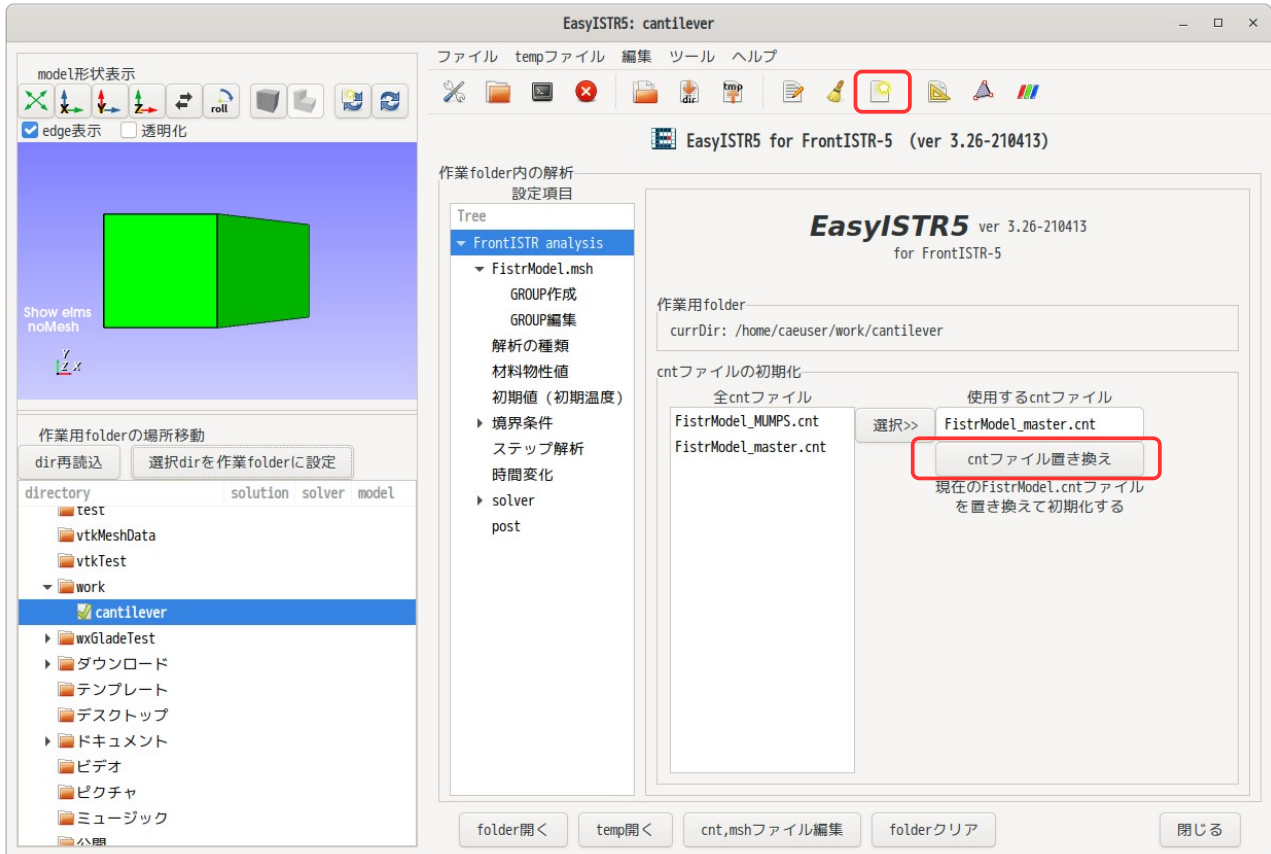 EasyISTR5: cantilever
model形状表示
X
Y
Z
roll
edge表示
透明化
Show elms
noMesh
Y
Z X
作業用folderの場所移動
dir再読込
選択dirを作業folderに設定
directory
solution
solver
model
test
vtkMeshData
vtkTest
work
cantilever
wxGladeTest
ダウンロード
テンプレート
デスクトップ
ドキュメント
ビデオ
ピクチャ
ミュージック
公開
ファイル
tempファイル
編集
ツール
ヘルプ
dir
tmp
EasyISTR5 for FrontISTR-5 (ver 3.26-210413)
作業folder内の解析
設定項目
Tree
FrontISTR analysis
FistrModel.msh
GROUP作成
GROUP編集
解析の種類
材料物性値
初期値 (初期温度)
境界条件
ステップ解析
時間変化
solver
post
EasyISTR5 ver 3.26-210413
for FrontISTR-5
作業用folder
currDir: /home/caeuser/work/cantilever
cntファイルの初期化
全cntファイル
FistrModel_MUMPS.cnt
FistrModel_master.cnt
選択>>
使用するcntファイル
FistrModel_master.cnt
cntファイル置き換え
現在のFistrModel.cntファイル
を置き換えて初期化する
folder開く
temp開く
cnt,mshファイル編集
folderクリア
閉じる